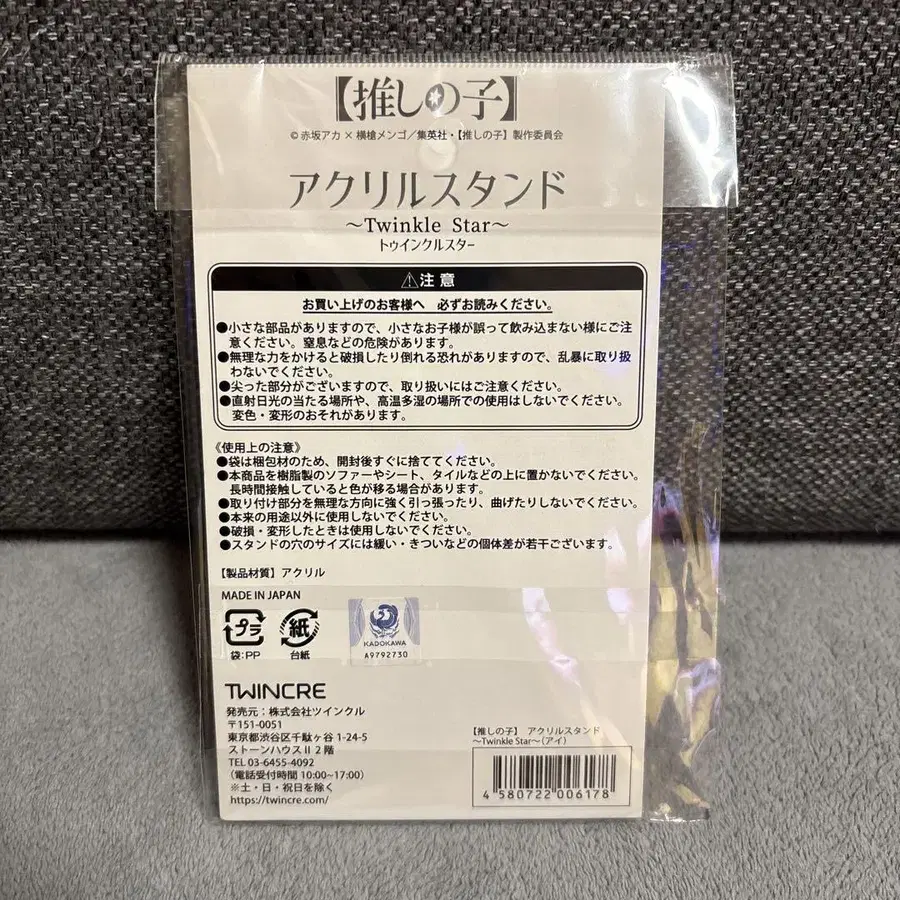 【推しの子】
©赤坂アカ×横槍メンゴ／集英社・【推しの子】製作委員会
アクリルスタンド
～Twinkle Star～
トゥインクルスター
⚠注意
お買い上げのお客様へ　必ずお読みください。
●小さな部品がありますので、小さなお子様が誤って飲み込まない様にご注
意ください。窒息などの危険があります。
●無理な力をかけると破損したり倒れる恐れがありますので、乱暴に取り扱
わないでください。
●尖った部分がございますので、取り扱いにはご注意ください。
●直射日光の当たる場所や、高温多湿の場所での使用はしないでください。
変色・変形のおそれがあります。
《使用上の注意》
●袋は梱包材のため、開封後すぐに捨ててください。
●本商品を樹脂製のソファーやシート、タイルなどの上に置かないでください。
長時間接触していると色が移る場合があります。
●取り付け部分を無理な方向に強く引っ張ったり、曲げたりしないでください。
●本来の用途以外に使用しないでください。
●破損・変形したときは使用しないでください。
●スタンドの穴のサイズには緩い・きついなどの個体差が若干ございます。
【製品材質】アクリル
MADE IN JAPAN
プラ
袋:PP
紙
台紙
KADOKAWA
A9792730
TWINCRE
発売元：株式会社ツインクル
〒151-0051
東京都渋谷区千駄ヶ谷 1-24-5
ストーンハウスⅡ 2階
TEL 03-6455-4092
（電話受付時間 10:00~17:00）
※土・日・祝日を除く
https://twincre.com/
【推しの子】 アクリルスタンド
～Twinkle Star～（アイ）
4 580722 006178